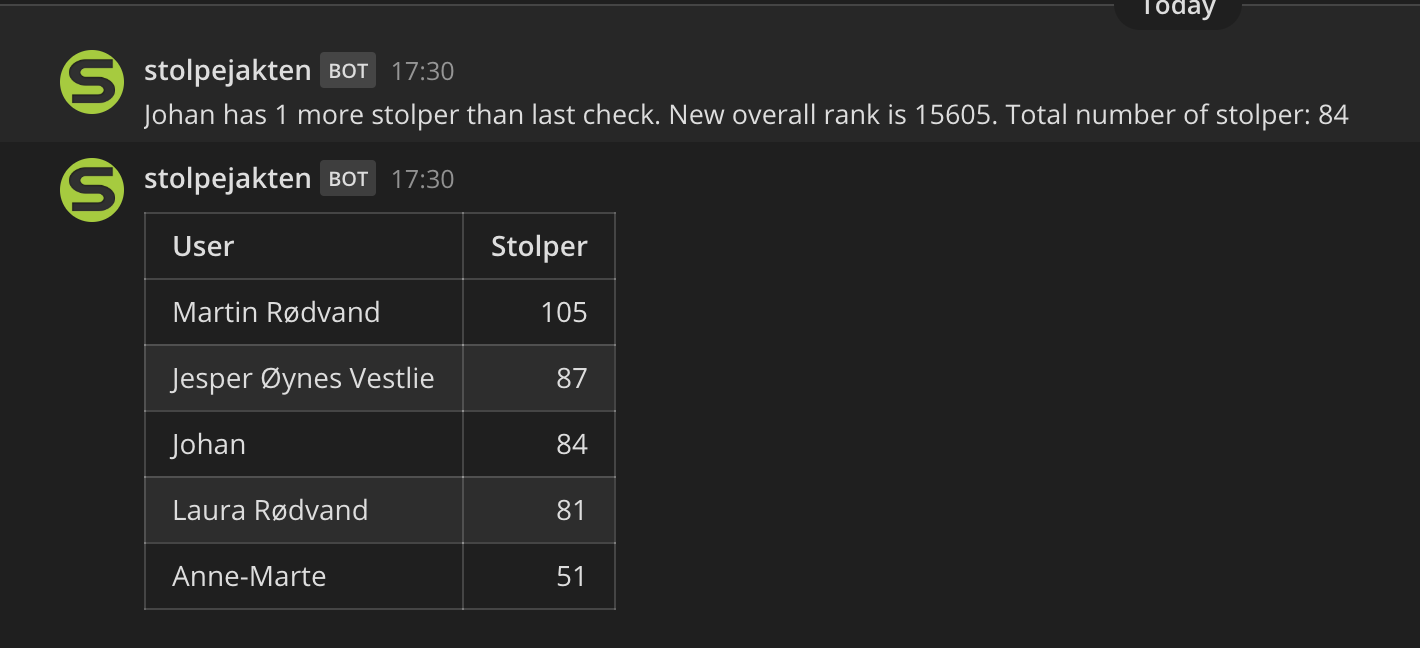 Today
stolpejakten BOT 17:30
Johan has 1 more stolper than last check. New overall rank is 15605. Total number of stolper: 84
stolpejakten BOT 17:30
User Stolper
Martin Rødvand 105
Jesper Øynes Vestlie 87
Johan 84
Laura Rødvand 81
Anne-Marte 51